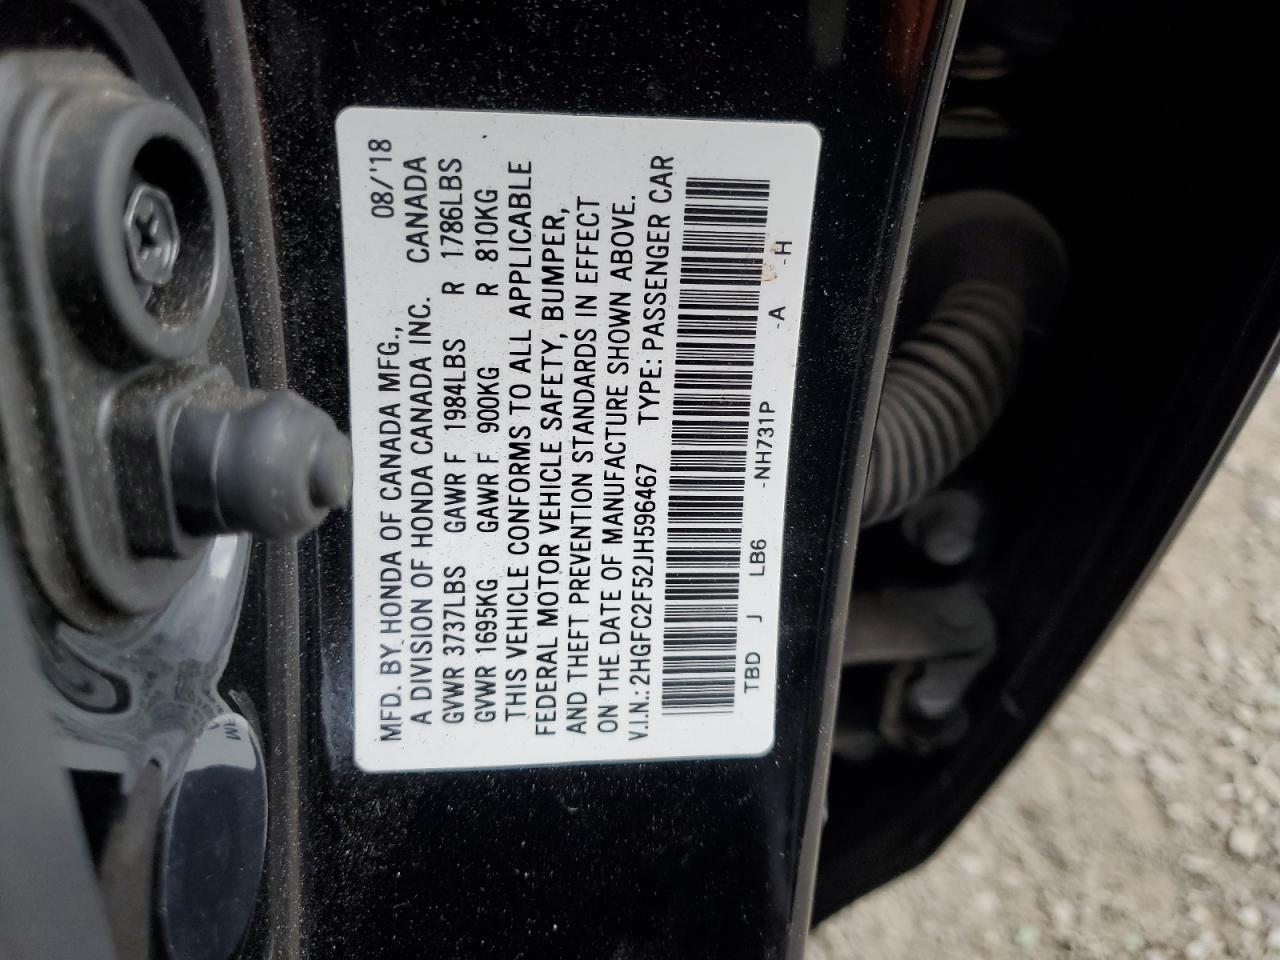 MFD. BY HONDA OF CANADA MFG., 08/'18
A DIVISION OF HONDA CANADA INC. CANADA
GVWR 3737LBS GAWR F 1984LBS R 1786LBS
GVWR 1695KG GAWR F 900KG R 810KG
THIS VEHICLE CONFORMS TO ALL APPLICABLE
FEDERAL MOTOR VEHICLE SAFETY, BUMPER,
AND THEFT PREVENTION STANDARDS IN EFFECT
ON THE DATE OF MANUFACTURE SHOWN ABOVE.
V.I.N.: 2HGFC2F52JH596467 TYPE: PASSENGER CAR
TBD J LB6 -NH731P -A -H
3M